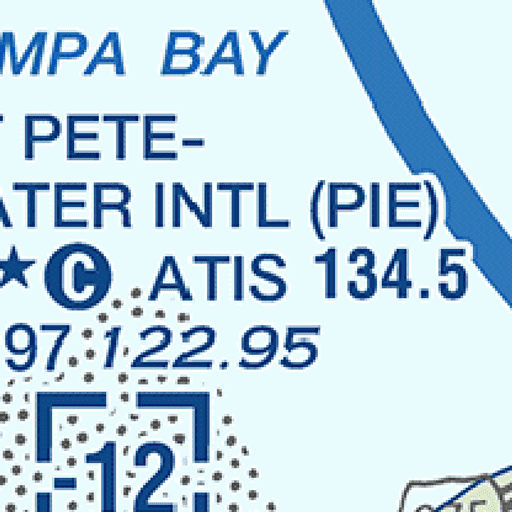 MPA BAY
PETE-
ATER INTL (PIE)
★ C ATIS 134.5
97 122.95
-12